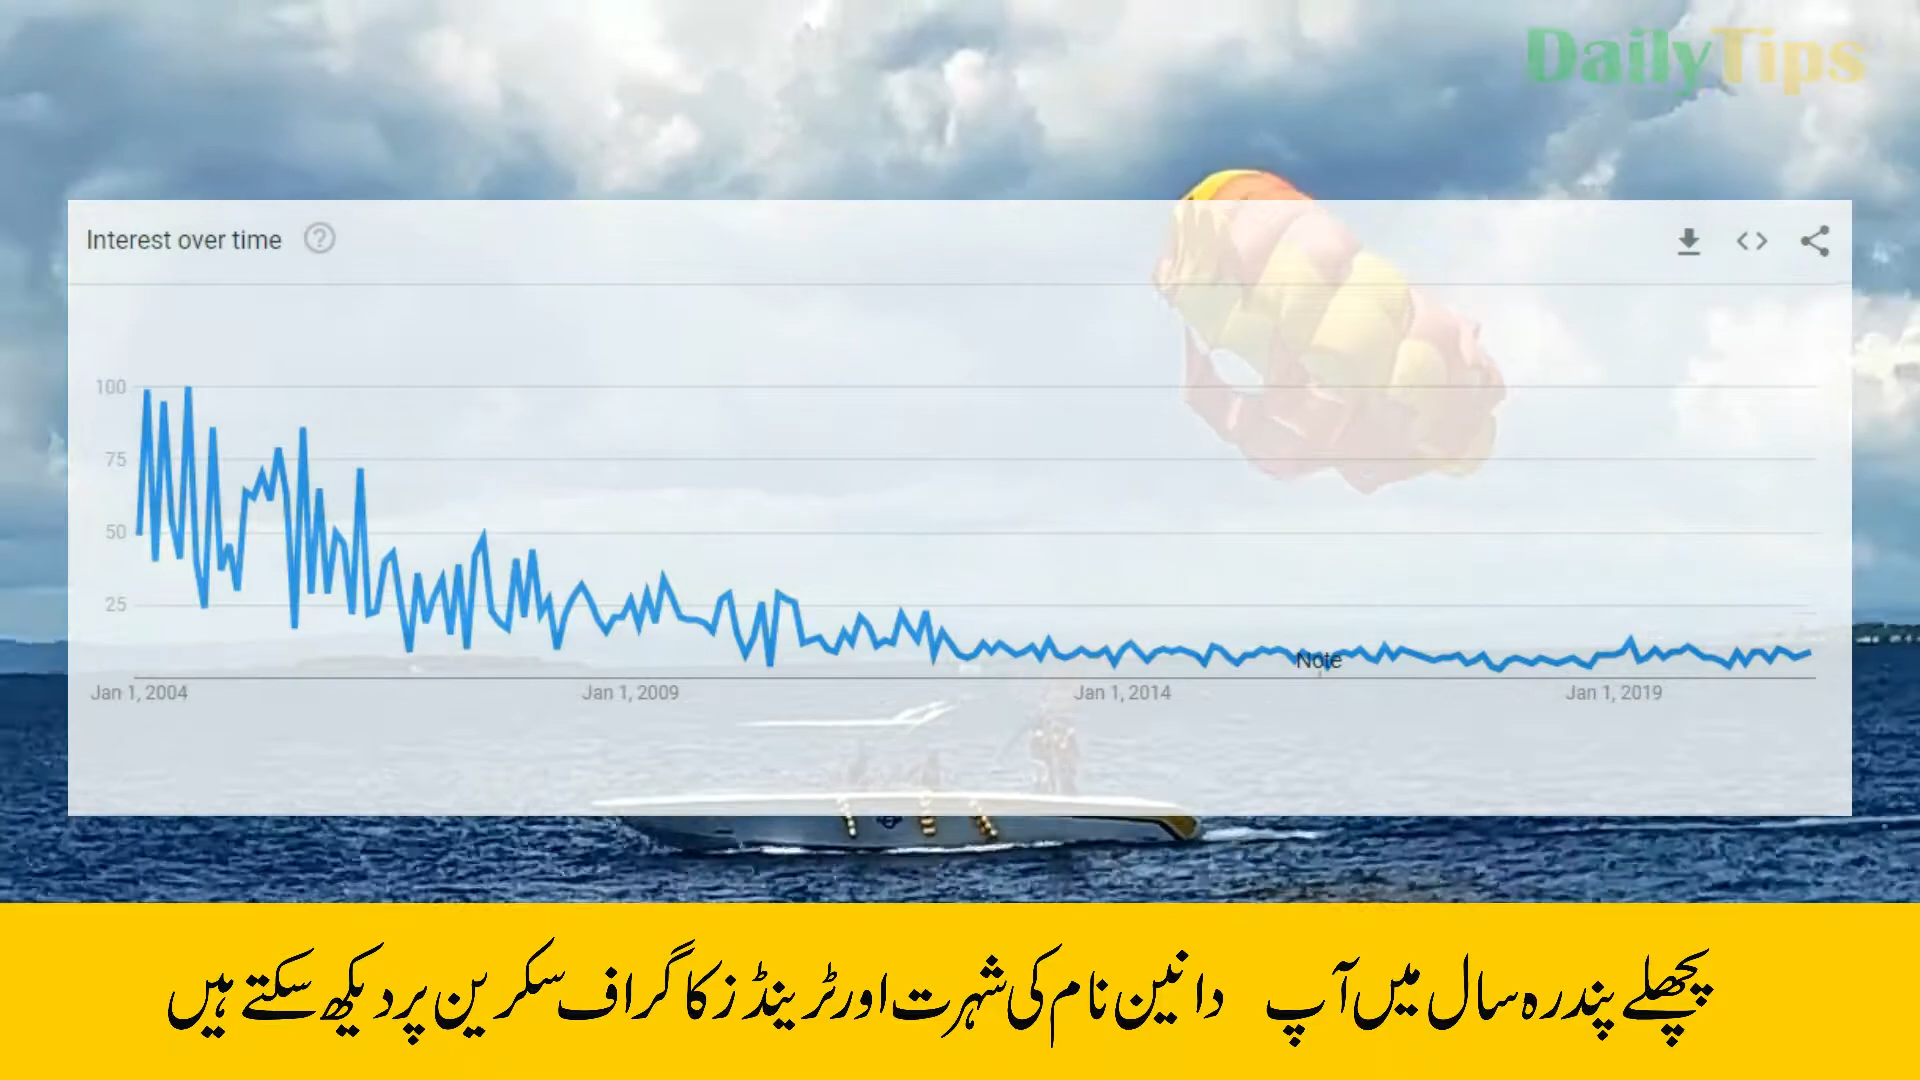 DailyTips
Interest over time ?
100
75
50
25
Note
Jan 1, 2004 Jan 1, 2009 Jan 1, 2014 Jan 1, 2019
پچھلے پندرہ سال میں آپ دانین نام کی شہرت اور ٹرینڈز کا گراف سکرین پر دیکھ سکتے ہیں